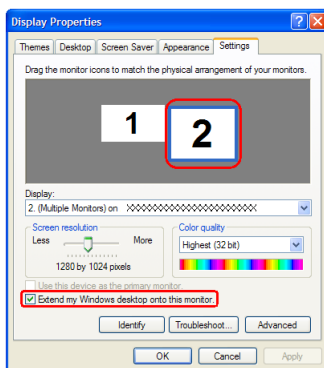 Display Properties
Themes Desktop Screen Saver Appearance Settings
Drag the monitor icons to match the physical arrangement of your monitors.
1 2
Display:
2. (Multiple Monitors) on XXXXXXXXXXXXXXXXXXXXXX
Screen resolution
Less More
1280 by 1024 pixels
Color quality
Highest (32 bit)
Use this device as the primary monitor.
Extend my Windows desktop onto this monitor.
Identify Troubleshoot... Advanced
OK Cancel Apply